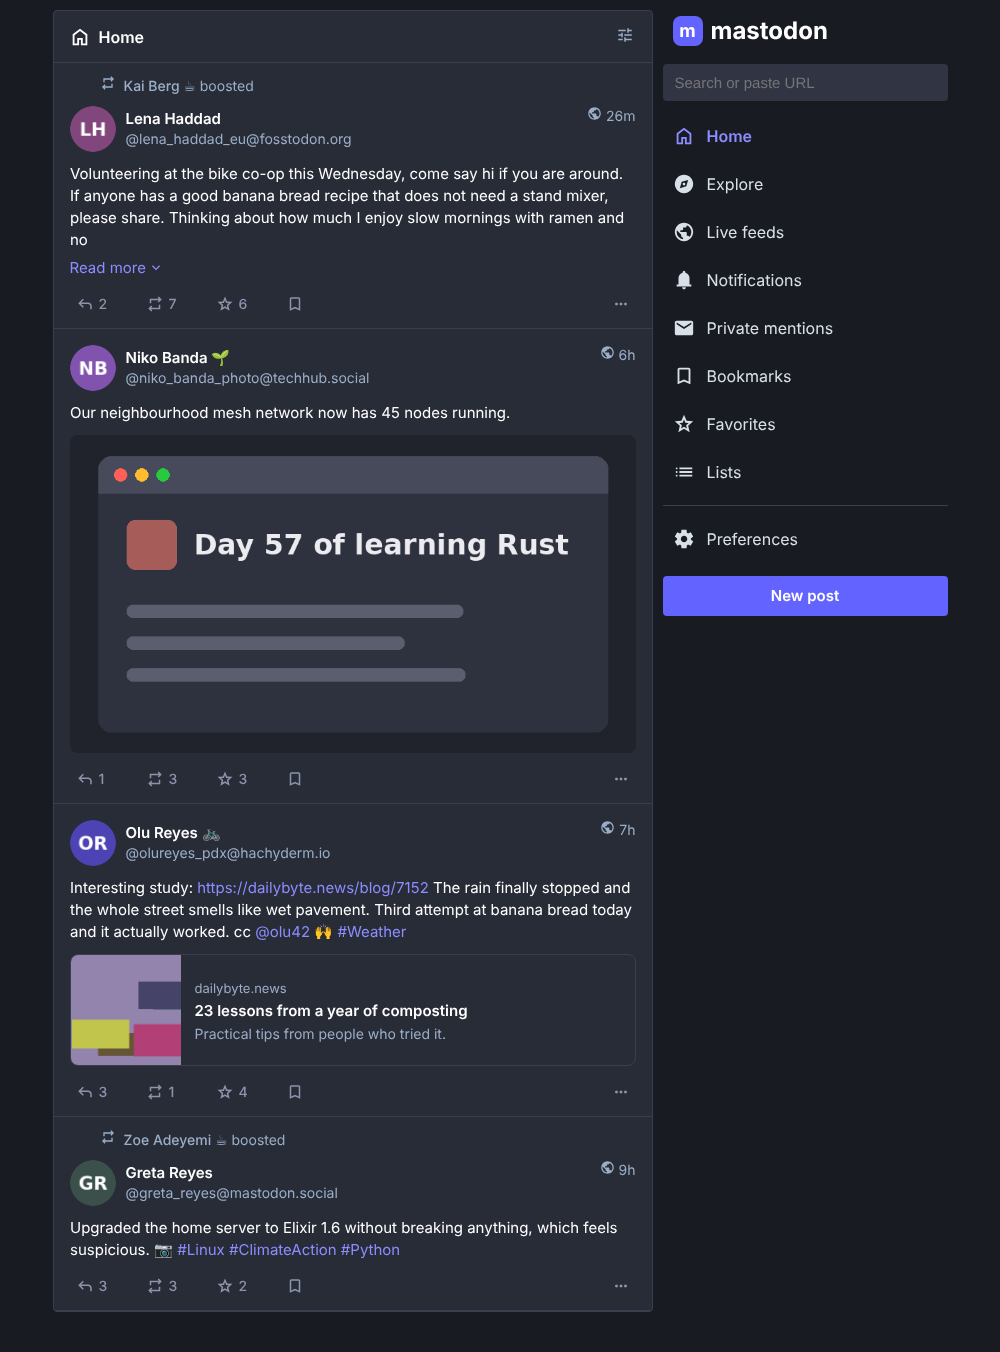 Home
Kai Berg ☕ boosted
LH
Lena Haddad
26m
@lena_haddad_eu@fosstodon.org
Volunteering at the bike co-op this Wednesday, come say hi if you are around.
If anyone has a good banana bread recipe that does not need a stand mixer,
please share. Thinking about how much I enjoy slow mornings with ramen and
no
Read more
2 7 6
NB
Niko Banda 🌱
6h
@niko_banda_photo@techhub.social
Our neighbourhood mesh network now has 45 nodes running.
Day 57 of learning Rust
1 3 3
OR
Olu Reyes 🚲
7h
@olureyes_pdx@hachyderm.io
Interesting study: https://dailybyte.news/blog/7152 The rain finally stopped and
the whole street smells like wet pavement. Third attempt at banana bread today
and it actually worked. cc @olu42 🙌 #Weather
dailybyte.news
23 lessons from a year of composting
Practical tips from people who tried it.
3 1 4
Zoe Adeyemi ☕ boosted
GR
Greta Reyes
9h
@greta_reyes@mastodon.social
Upgraded the home server to Elixir 1.6 without breaking anything, which feels
suspicious. 📷 #Linux #ClimateAction #Python
3 3 2
m mastodon
Search or paste URL
Home
Explore
Live feeds
Notifications
Private mentions
Bookmarks
Favorites
Lists
Preferences
New post